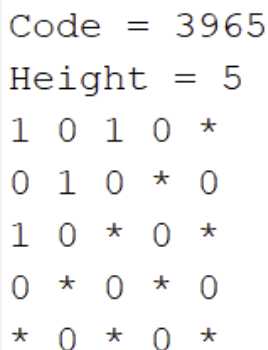 Code = 3965
Height = 5
1 0 1 0 *
0 1 0 * 0
1 0 * 0 *
0 * 0 * 0
* 0 * 0 *